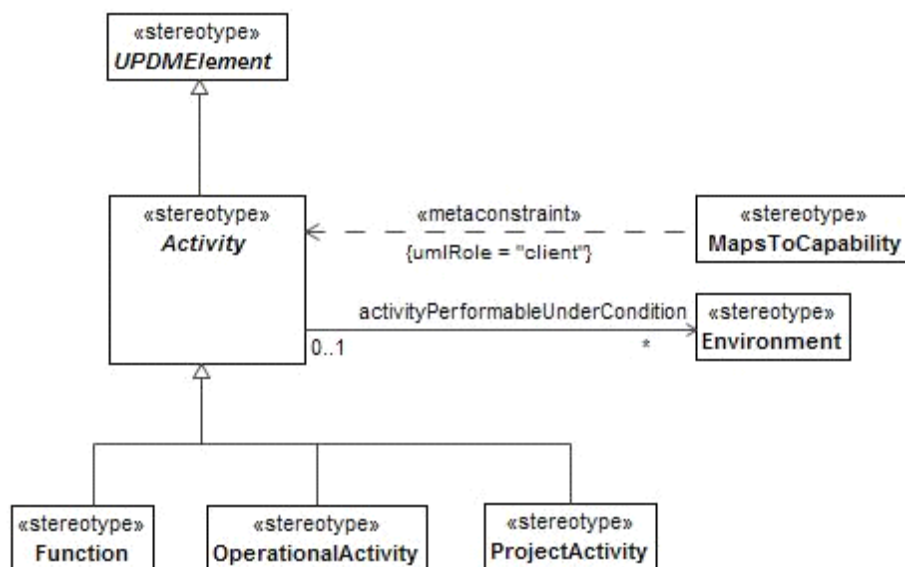 «stereotype»
UPDMElement
«stereotype»
Activity
«metaconstraint»
{umlRole = "client"}
«stereotype»
MapsToCapability
activityPerformableUnderCondition
0..1
*
«stereotype»
Environment
«stereotype»
Function
«stereotype»
OperationalActivity
«stereotype»
ProjectActivity